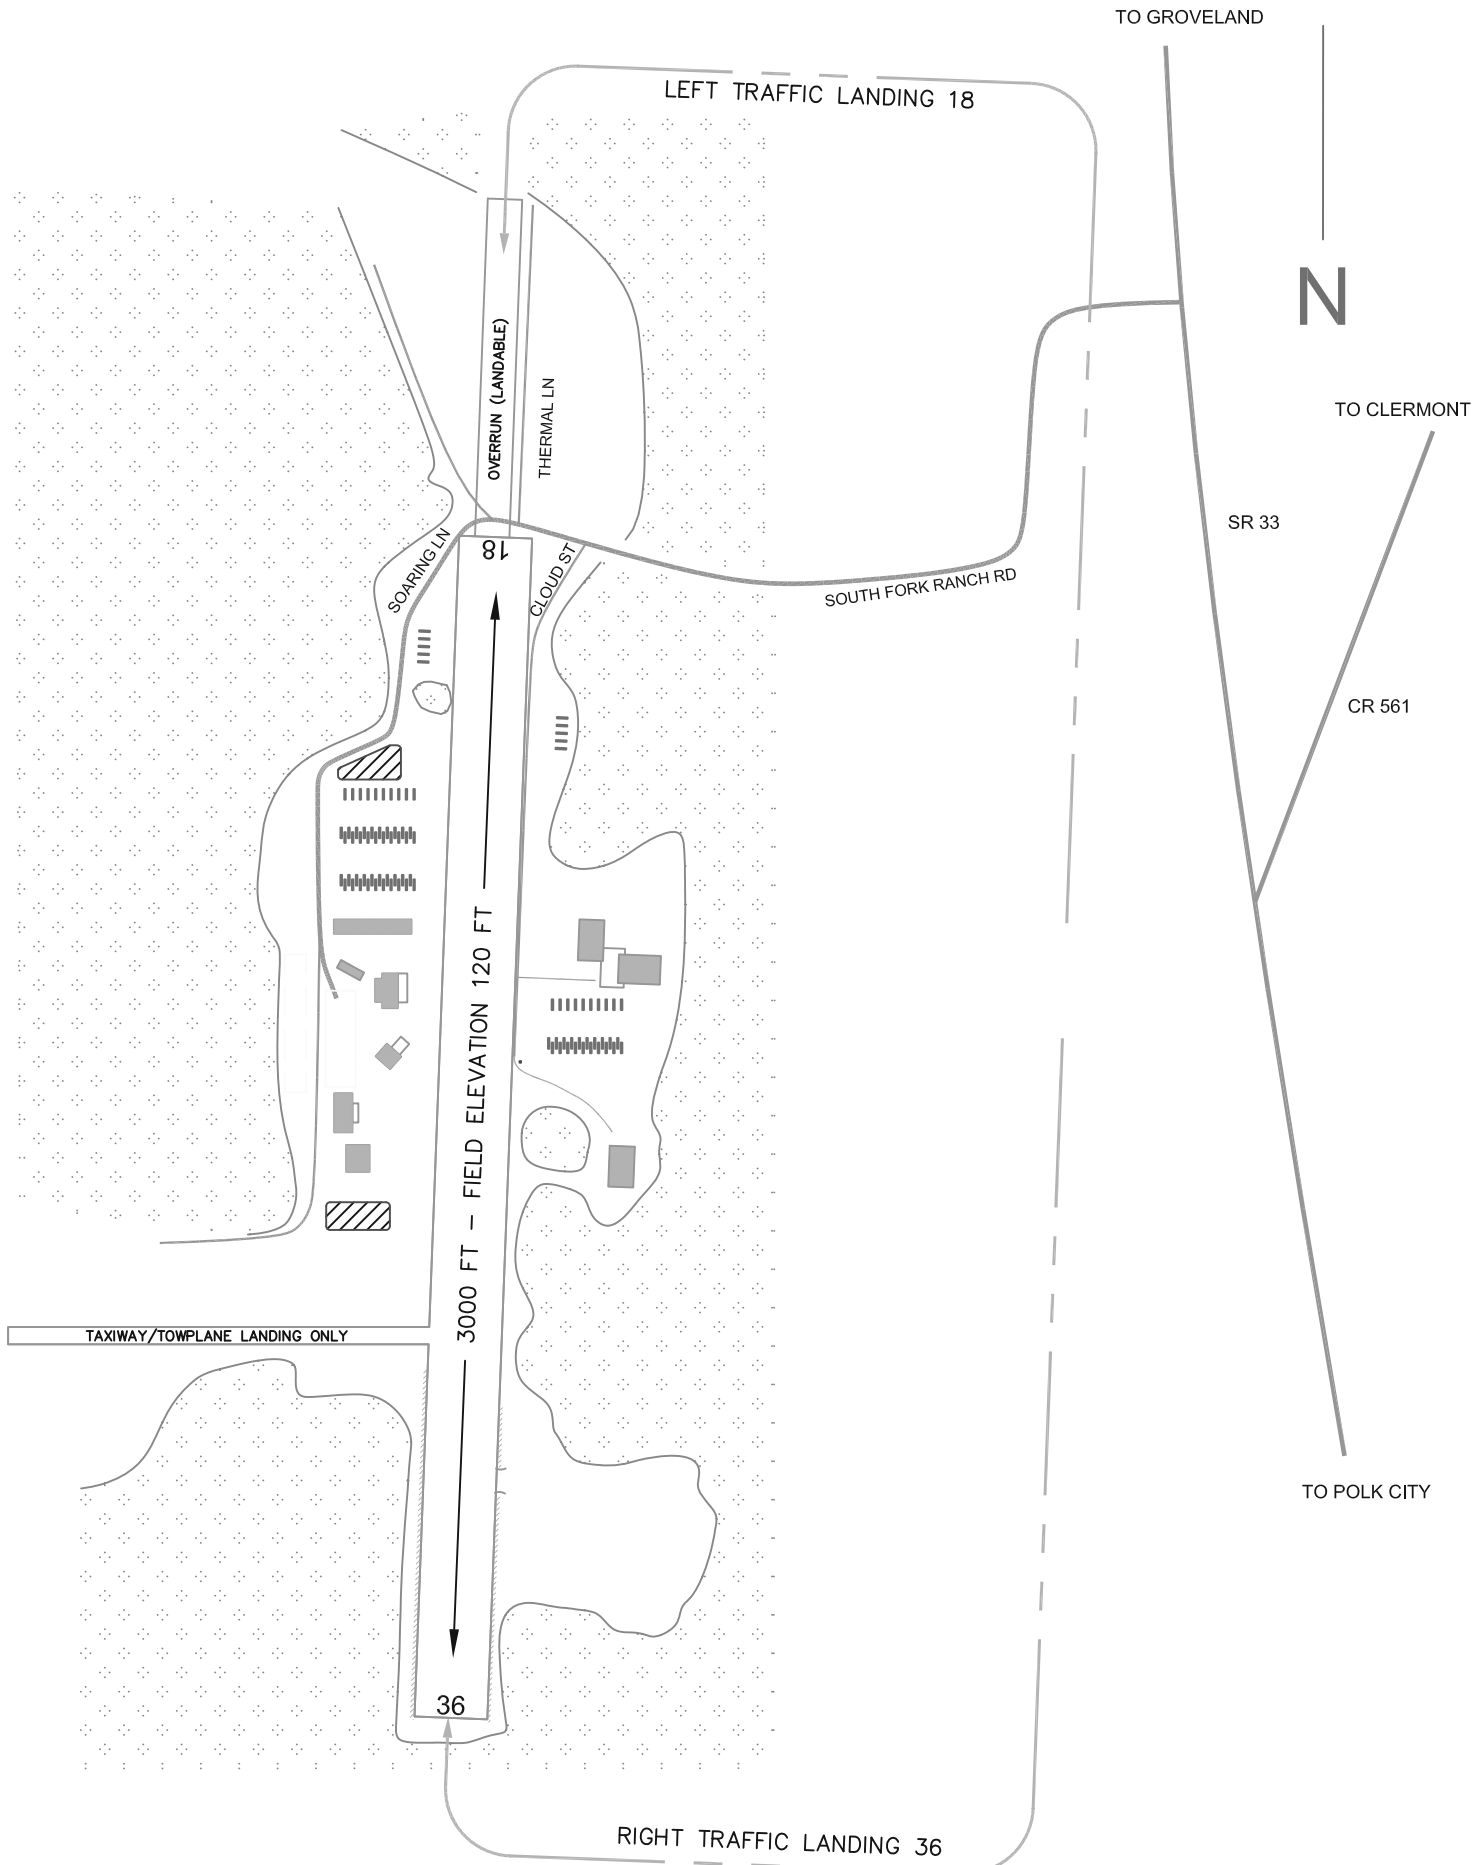 TO GROVELAND
LEFT TRAFFIC LANDING 18
N
OVERRUN (LANDABLE)
THERMAL LN
TO CLERMONT
SR 33
SOARING LN
18
CLOUD ST
SOUTH FORK RANCH RD
CR 561
3000 FT - FIELD ELEVATION 120 FT
TAXIWAY/TOWPLANE LANDING ONLY
TO POLK CITY
36
RIGHT TRAFFIC LANDING 36